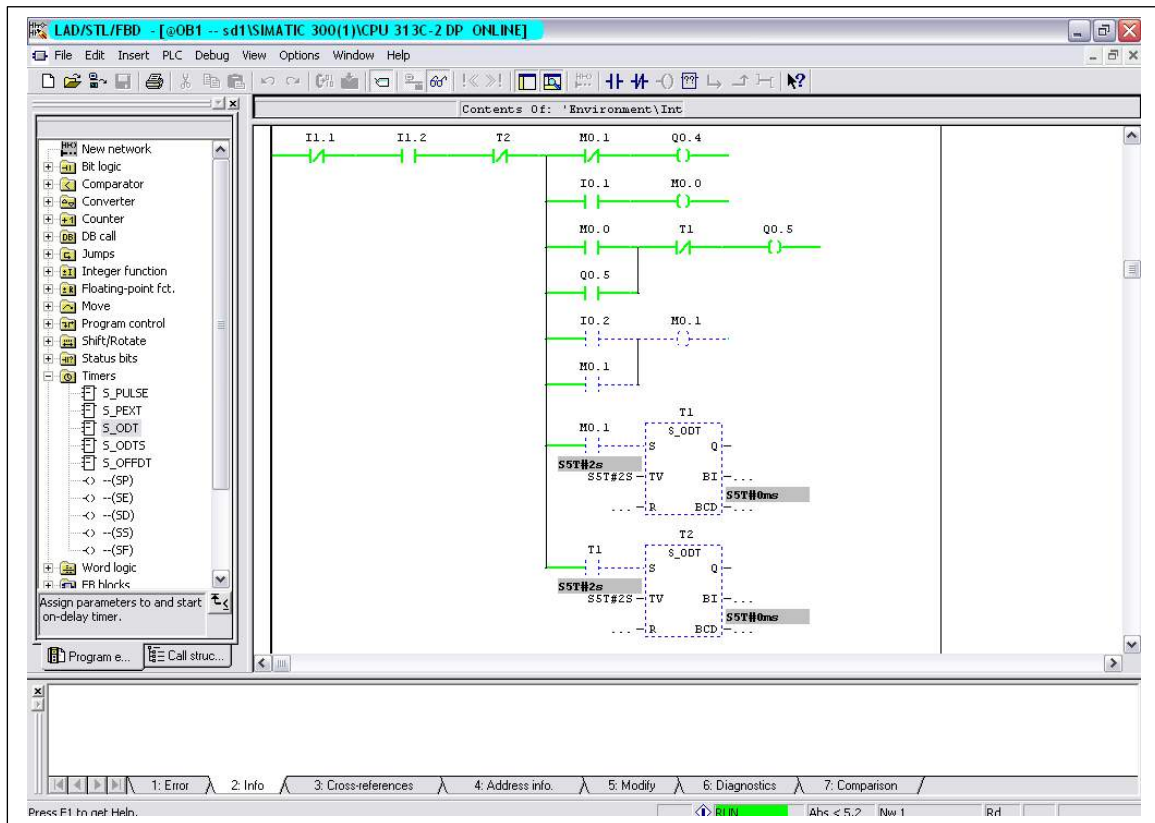 LAD/STL/FBD - [@OB1 -- sd1\SIMATIC 300(1)\CPU 313C-2 DP ONLINE]
File Edit Insert PLC Debug View Options Window Help
Contents Of: 'Environment\Int
New network
Bit logic
Comparator
Converter
Counter
DB call
Jumps
Integer function
Floating-point fct.
Move
Program control
Shift/Rotate
Status bits
Timers
S_PULSE
S_PEXT
S_ODT
S_ODTS
S_OFFDT
--(SP)
--(SE)
--(SD)
--(SS)
--(SF)
Word logic
FB blocks
Assign parameters to and start
on-delay timer.
Program e... Call struc...
I1.1 I1.2 T2 M0.1 Q0.4
I0.1 M0.0
M0.0 T1 Q0.5
Q0.5
I0.2 M0.1
M0.1
T1
M0.1 S_ODT
S Q
S5T#2s
S5T#2S TV BI ...
S5T#0ms
... R BCD ...
T2
T1 S_ODT
S Q
S5T#2s
S5T#2S TV BI ...
S5T#0ms
... R BCD ...
1: Error 2: Info 3: Cross-references 4: Address info. 5: Modify 6: Diagnostics 7: Comparison
Press F1 to get Help. RUN Abs < 5.2 Nw 1 Rd